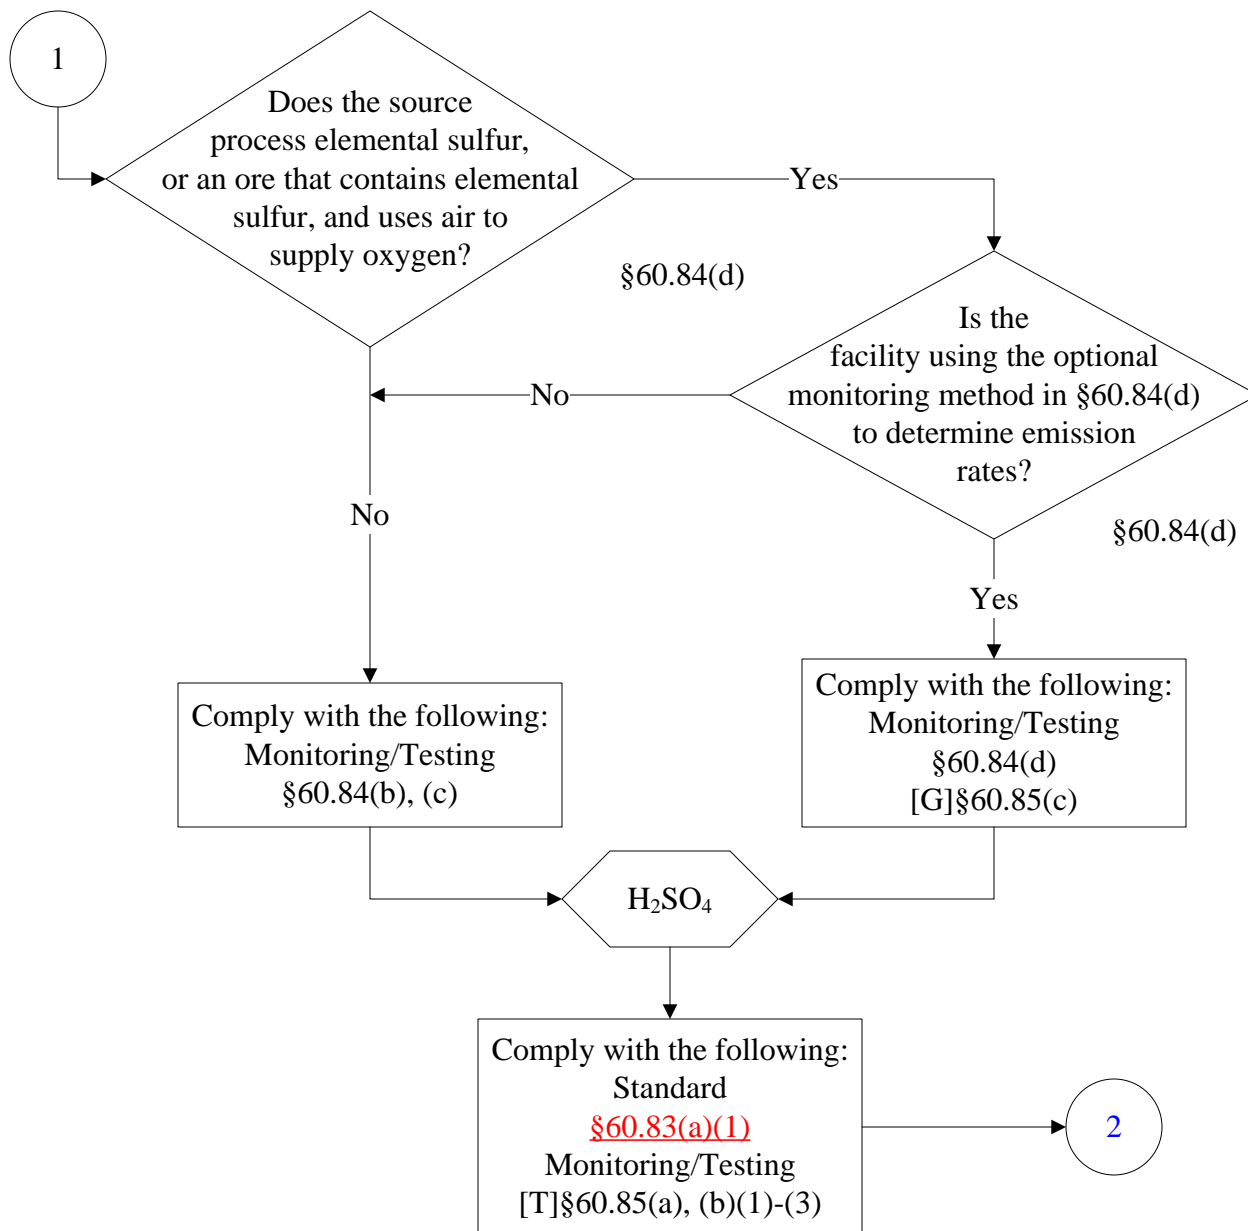 1
Does the source
process elemental sulfur,
or an ore that contains elemental
sulfur, and uses air to
supply oxygen?
Yes
§60.84(d)
Is the
facility using the optional
monitoring method in §60.84(d)
to determine emission
rates?
No
§60.84(d)
No
Yes
Comply with the following:
Monitoring/Testing
§60.84(b), (c)
Comply with the following:
Monitoring/Testing
§60.84(d)
[G]§60.85(c)
H₂SO₄
Comply with the following:
Standard
§60.83(a)(1)
Monitoring/Testing
[T]§60.85(a), (b)(1)-(3)
2